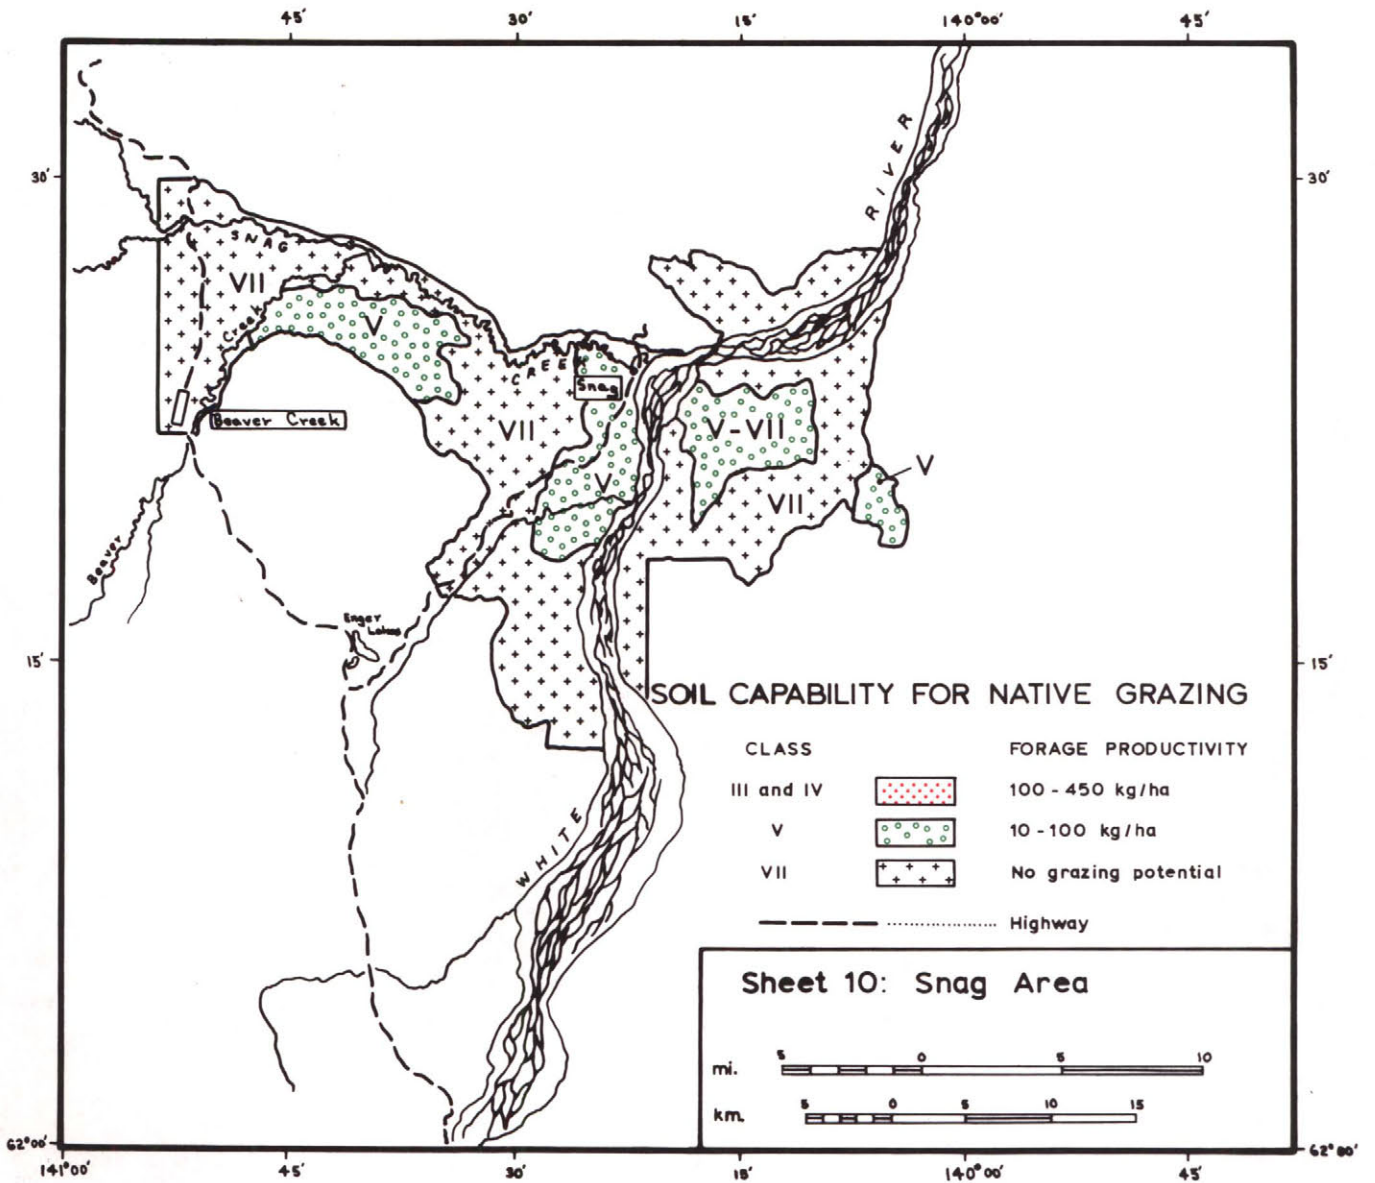 45' 30' 15' 140°00' 45'
RIVER
30' 30'
SNAG
VII
Creek
V
CREEK
Snag
Beaver Creek
VII
V-VII
V
V
VII
Beaver
Enger
Lakes
15' 15'
SOIL CAPABILITY FOR NATIVE GRAZING
CLASS FORAGE PRODUCTIVITY
III and IV 100 - 450 kg/ha
V 10 - 100 kg/ha
VII No grazing potential
Highway
WHITE
Sheet 10: Snag Area
5 0 5 10
mi.
5 0 5 10 15
km.
62°00' 62°00'
141°00' 45' 30' 15' 140°00' 45'